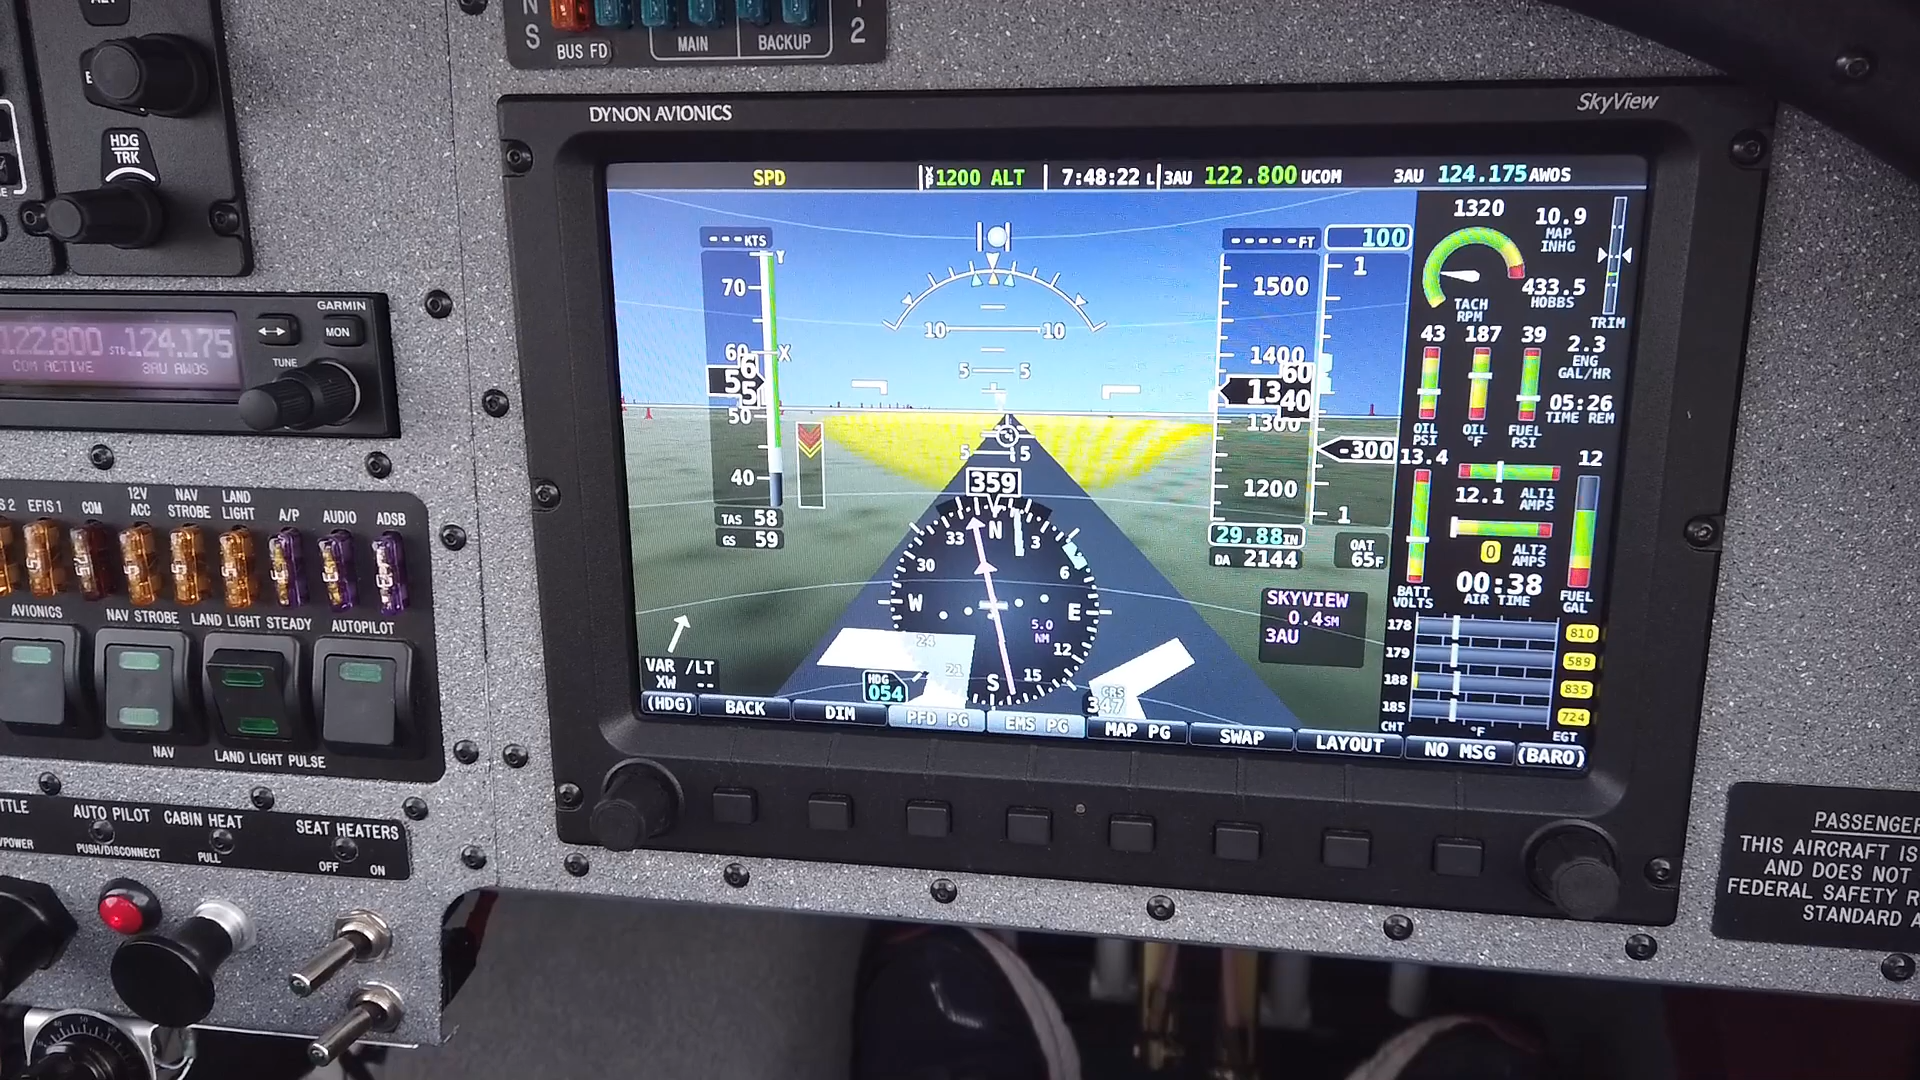 N
S
BUS FD
MAIN
BACKUP
2
HDG
TRK
DYNON AVIONICS
SkyView
SPD
1200 ALT
7:48:22 L
3AU 122.800 UCOM
3AU 124.175 AWOS
---KTS
70
60
50
40
TAS 58
GS 59
Y
X
10 10
5 5
5 5
359
-----FT
100
1500
1400
1300
1200
1
-300
1
29.88IN
DA 2144
OAT
65F
SKYVIEW
0.4SM
3AU
N
3
6
E
12
15
S
21
24
W
30
33
5.0
NM
HDG
054
CRS
347
VAR /LT
XW --
1320
TACH
RPM
10.9
MAP
INHG
433.5
HOBBS
TRIM
43
187
39
OIL
PSI
OIL
°F
FUEL
PSI
2.3
ENG
GAL/HR
05:26
TIME REM
13.4
BATT
VOLTS
12.1
ALT1
AMPS
0
ALT2
AMPS
00:38
AIR TIME
12
FUEL
GAL
178
810
179
589
188
835
185
724
CHT
°F
EGT
(HDG)
BACK
DIM
PFD PG
EMS PG
MAP PG
SWAP
LAYOUT
NO MSG
(BARO)
GARMIN
122.800
STB
124.175
COM ACTIVE
3AU AWOS
MON
TUNE
S 2
EFIS 1
COM
12V
ACC
NAV
STROBE
LAND
LIGHT
A/P
AUDIO
ADSB
AVIONICS
NAV STROBE
LAND LIGHT STEADY
AUTOPILOT
NAV
LAND LIGHT PULSE
TTLE
/POWER
AUTO PILOT
PUSH/DISCONNECT
CABIN HEAT
PULL
SEAT HEATERS
OFF
ON
PASSENGER
THIS AIRCRAFT IS
AND DOES NOT
FEDERAL SAFETY R
STANDARD A